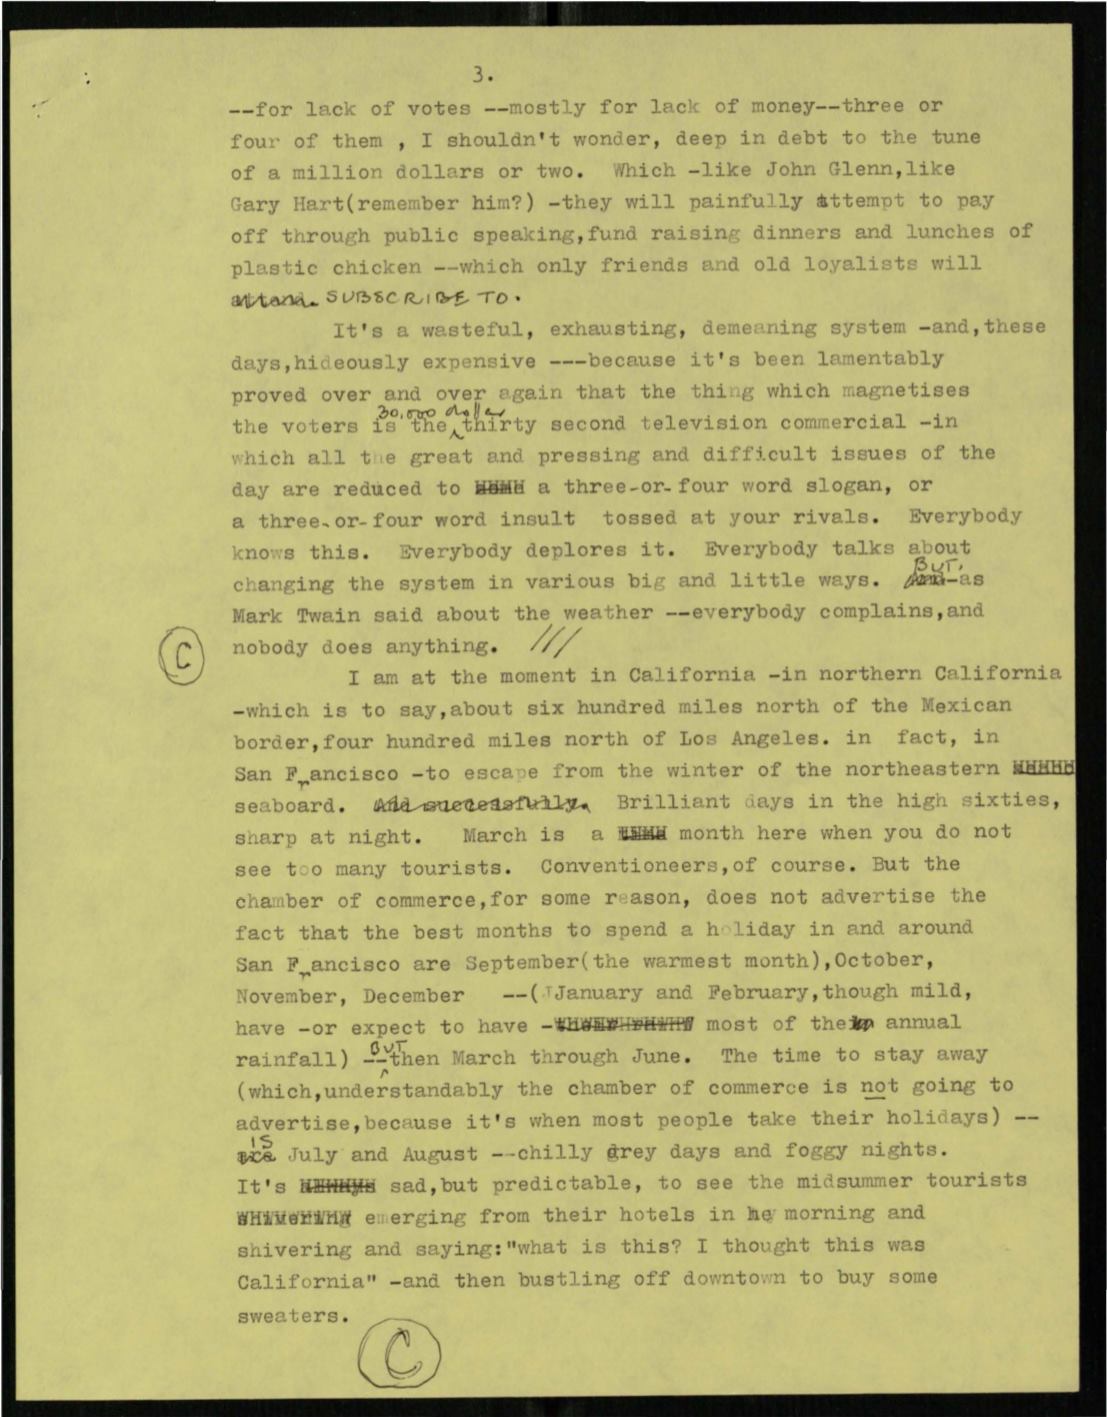 3.
--for lack of votes --mostly for lack of money--three or
four of them , I shouldn't wonder, deep in debt to the tune
of a million dollars or two. Which -like John Glenn,like
Gary Hart(remember him?) -they will painfully attempt to pay
off through public speaking,fund raising dinners and lunches of
plastic chicken --which only friends and old loyalists will
attend. SUBSCRIBE TO.
It's a wasteful, exhausting, demeaning system -and,these
days,hideously expensive ---because it's been lamentably
proved over and over again that the thing which magnetises
30,000 dollar
the voters is the thirty second television commercial -in
which all the great and pressing and difficult issues of the
day are reduced to a three-or-four word slogan, or
a three-or-four word insult tossed at your rivals. Everybody
knows this. Everybody deplores it. Everybody talks about
BUT,
changing the system in various big and little ways. And-as
Mark Twain said about the weather --everybody complains,and
nobody does anything. ///
C
I am at the moment in California -in northern California
-which is to say,about six hundred miles north of the Mexican
border,four hundred miles north of Los Angeles. in fact, in
San Francisco -to escape from the winter of the northeastern
seaboard. And successfully. Brilliant days in the high sixties,
sharp at night. March is a month here when you do not
see too many tourists. Conventioneers,of course. But the
chamber of commerce,for some reason, does not advertise the
fact that the best months to spend a holiday in and around
San Francisco are September(the warmest month),October,
November, December --(January and February,though mild,
have -or expect to have - most of the annual
BUT
rainfall) --then March through June. The time to stay away
(which,understandably the chamber of commerce is not going to
advertise,because it's when most people take their holidays) --
IS
July and August --chilly grey days and foggy nights.
It's always sad,but predictable, to see the midsummer tourists
shivering emerging from their hotels in he morning and
shivering and saying:"what is this? I thought this was
California" -and then bustling off downtown to buy some
sweaters.
C